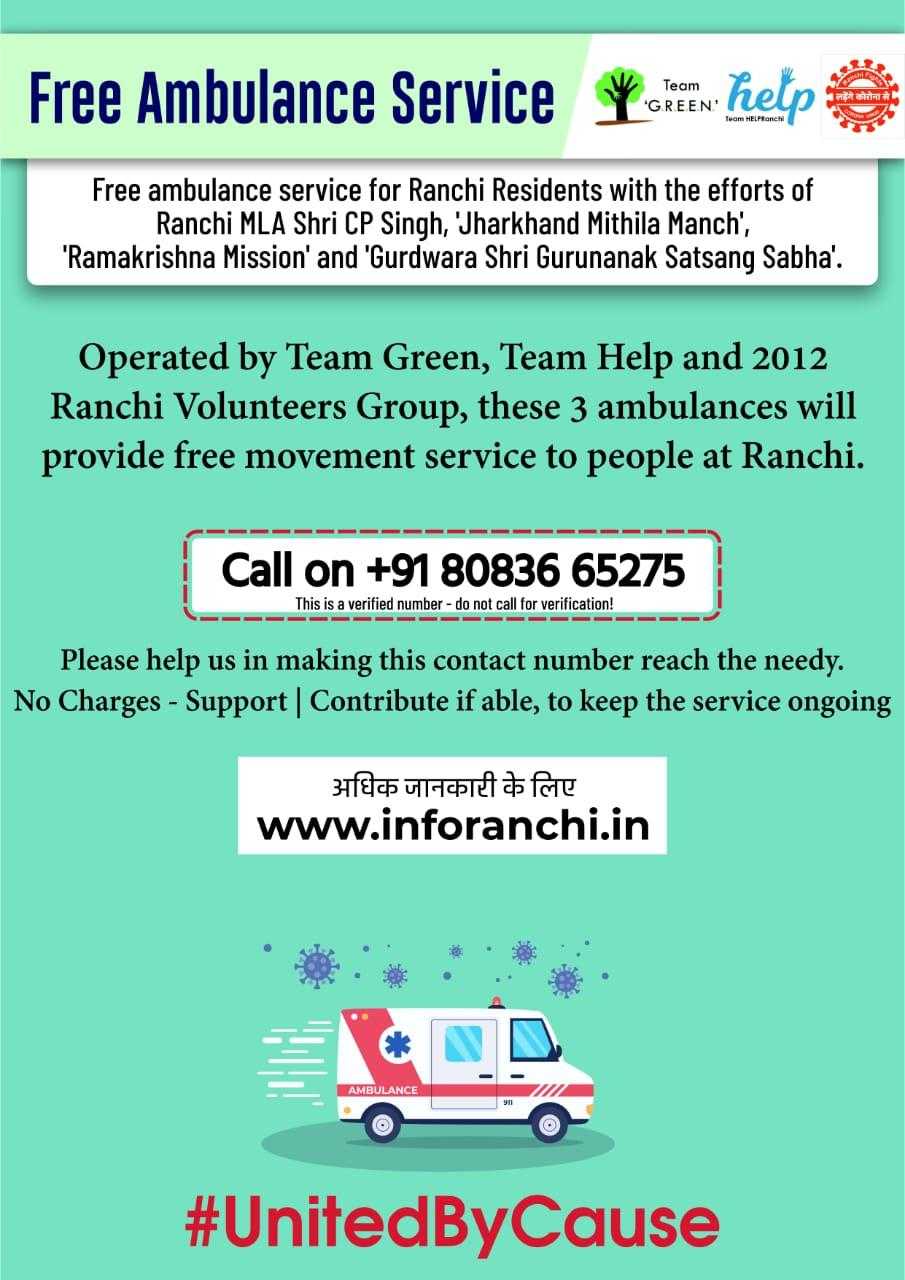 Free Ambulance Service
Team
'GREEN'
help
Team HELPRanchi
Ranchi Fights
लड़ेंगे कोरोना से
Free ambulance service for Ranchi Residents with the efforts of
Ranchi MLA Shri CP Singh, 'Jharkhand Mithila Manch',
'Ramakrishna Mission' and 'Gurdwara Shri Gurunanak Satsang Sabha'.
Operated by Team Green, Team Help and 2012
Ranchi Volunteers Group, these 3 ambulances will
provide free movement service to people at Ranchi.
Call on +91 80836 65275
This is a verified number - do not call for verification!
Please help us in making this contact number reach the needy.
No Charges - Support | Contribute if able, to keep the service ongoing
अधिक जानकारी के लिए
www.inforanchi.in
AMBULANCE
911
#UnitedByCause